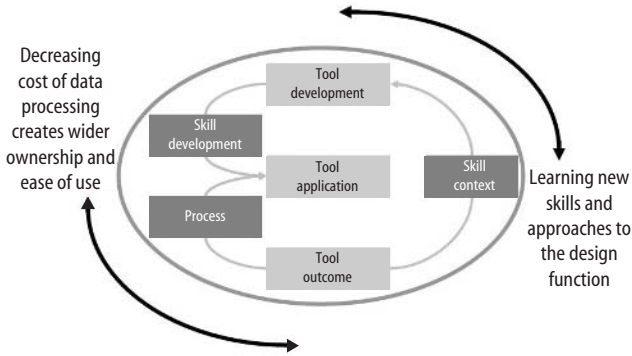 Decreasing
cost of data
processing
creates wider
ownership and
ease of use
Tool
development
Skill
development
Tool
application
Process
Skill
context
Tool
outcome
Learning new
skills and
approaches to
the design
function